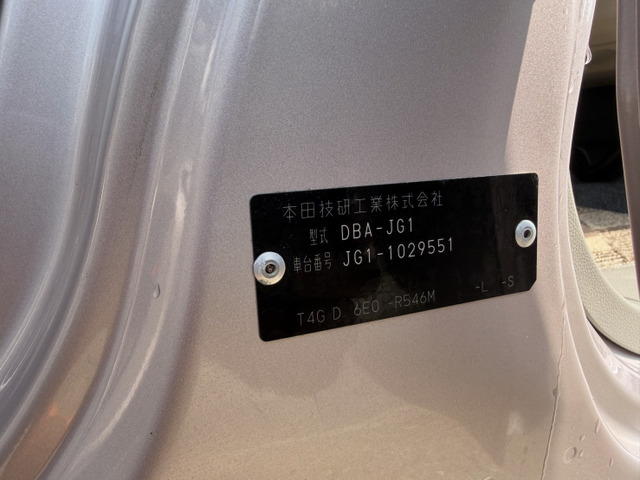 本田技研工業株式会社
型式 DBA-JG1
車台番号 JG1-1029551
T4G D 6E0 -R546M -L -S